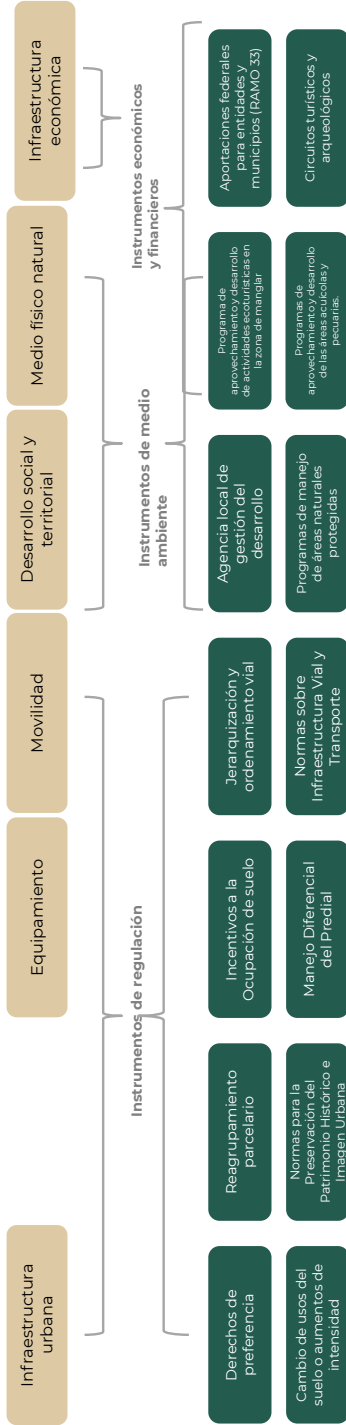 Infraestructura
urbana
Equipamiento
Movilidad
Desarrollo social y
territorial
Medio físico natural
Infraestructura
económica
Instrumentos de regulación
Instrumentos de medio
ambiente
Instrumentos económicos
y financieros
Derechos de
preferencia
Reagrupamiento
parcelario
Incentivos a la
Ocupación de suelo
Jerarquización y
ordenamiento vial
Agencia local de
gestión del
desarrollo
Programa de
aprovechamiento y desarrollo
de actividades ecoturísticas en
la zona de manglar
Aportaciones federales
para entidades y
municipios (RAMO 33)
Cambio de usos del
suelo o aumentos de
intensidad
Normas para la
Preservación del
Patrimonio Histórico e
Imagen Urbana
Manejo Diferencial
del Predial
Normas sobre
Infraestructura Vial y
Transporte
Programas de manejo
de áreas naturales
protegidas
Programas de
aprovechamiento y desarrollo
de las áreas acuícolas y
pecuarias.
Circuitos turísticos y
arqueológicos